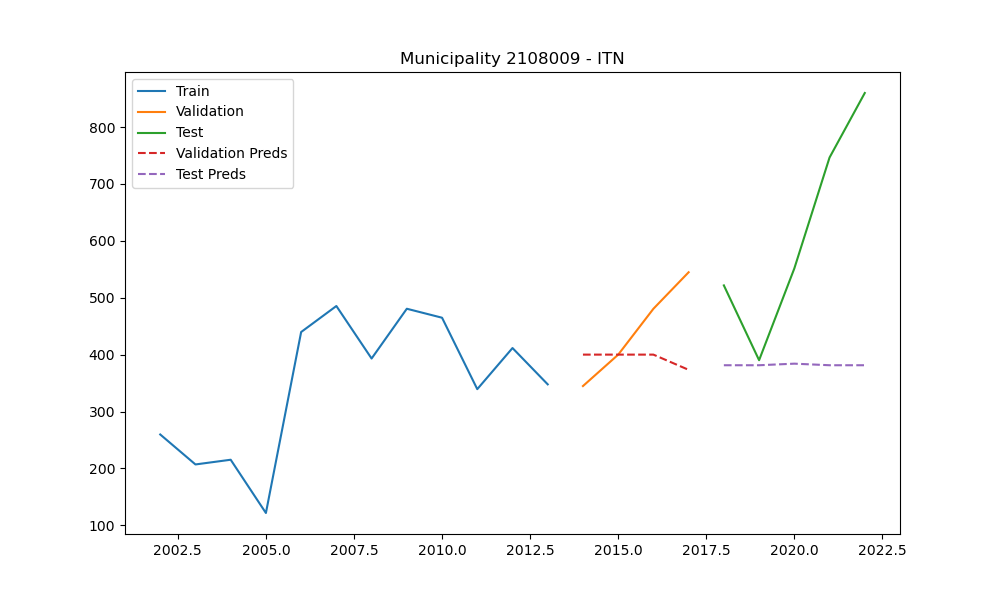 Municipality 2108009 - ITN
Train
Validation
Test
Validation Preds
Test Preds
800
700
600
500
400
300
200
100
2002.5 2005.0 2007.5 2010.0 2012.5 2015.0 2017.5 2020.0 2022.5